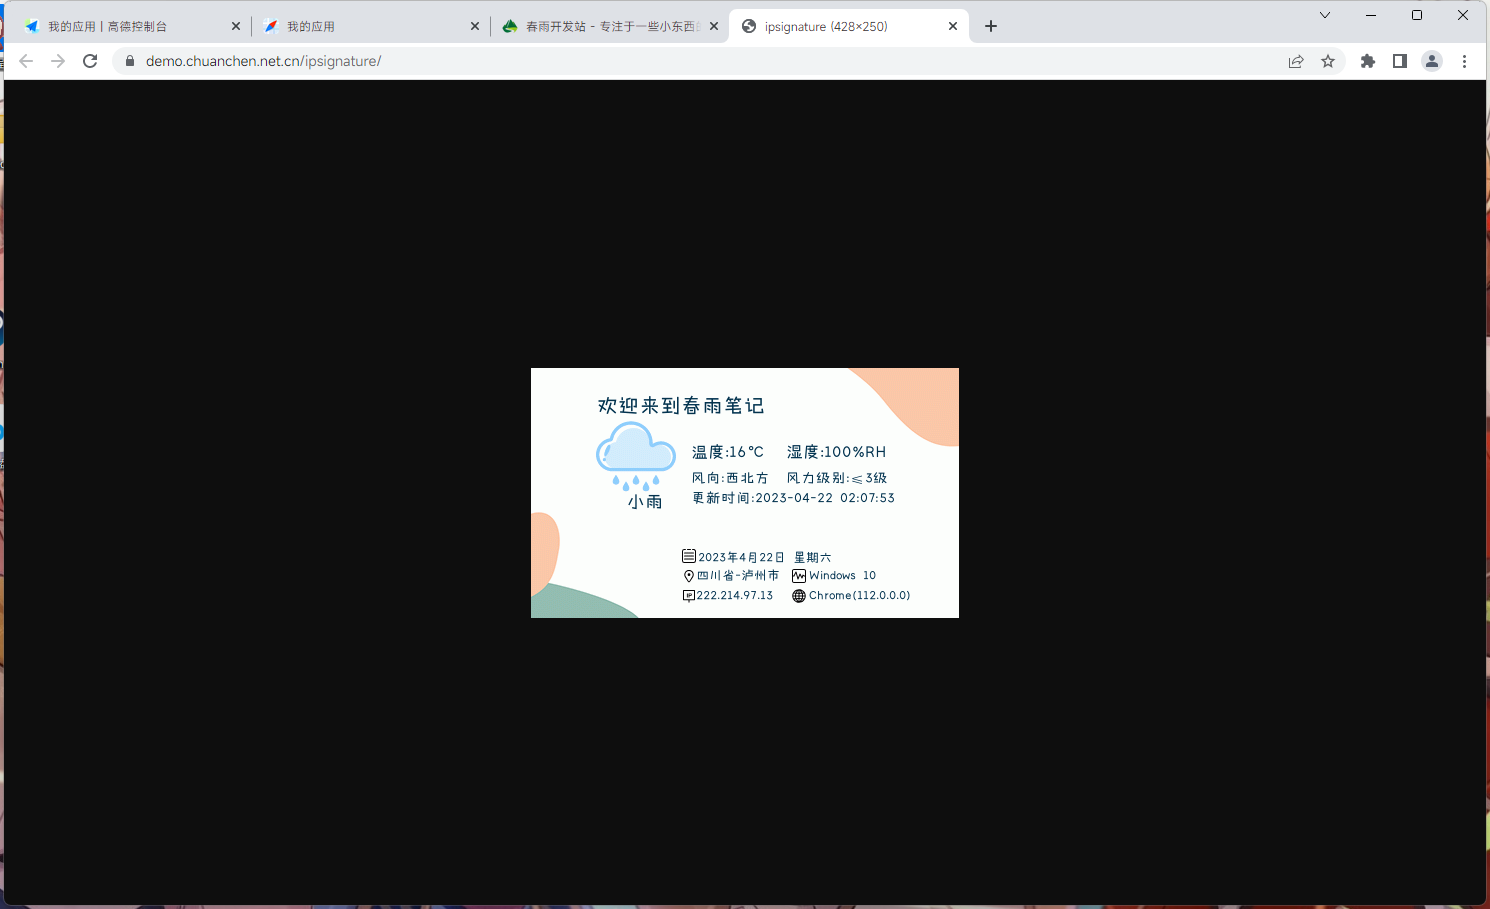 我的应用 | 高德控制台
我的应用
春雨开发站 - 专注于一些小东西
ipsignature (428×250)
demo.chuanchen.net.cn/ipsignature/
欢迎来到春雨笔记
温度:16℃ 湿度:100%RH
风向:西北方 风力级别:≤3级
小雨
更新时间:2023-04-22 02:07:53
2023年4月22日 星期六
四川省-泸州市 Windows 10
IP 222.214.97.13 Chrome(112.0.0.0)